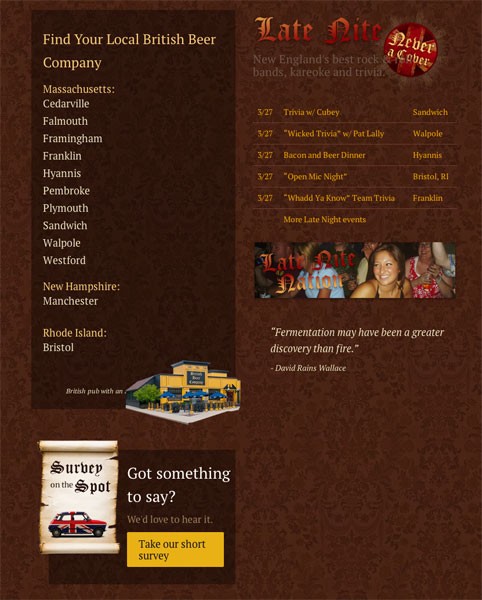 Find Your Local British Beer
Company
Massachusetts:
Cedarville
Falmouth
Framingham
Franklin
Hyannis
Pembroke
Plymouth
Sandwich
Walpole
Westford
New Hampshire:
Manchester
Rhode Island:
Bristol
British pub with an
British
Beer
Company
Survey
on the Spot
Got something
to say?
We'd love to hear it.
Take our short
survey
Late Nite
Never
a Cover
New England's best rock &
bands, kareoke and trivia.
3/27 Trivia w/ Cubey Sandwich
3/27 “Wicked Trivia” w/ Pat Lally Walpole
3/27 Bacon and Beer Dinner Hyannis
3/27 “Open Mic Night” Bristol, RI
3/27 “Whadd Ya Know” Team Trivia Franklin
More Late Night events
Late Nite
Nation
“Fermentation may have been a greater
discovery than fire.”
- David Rains Wallace